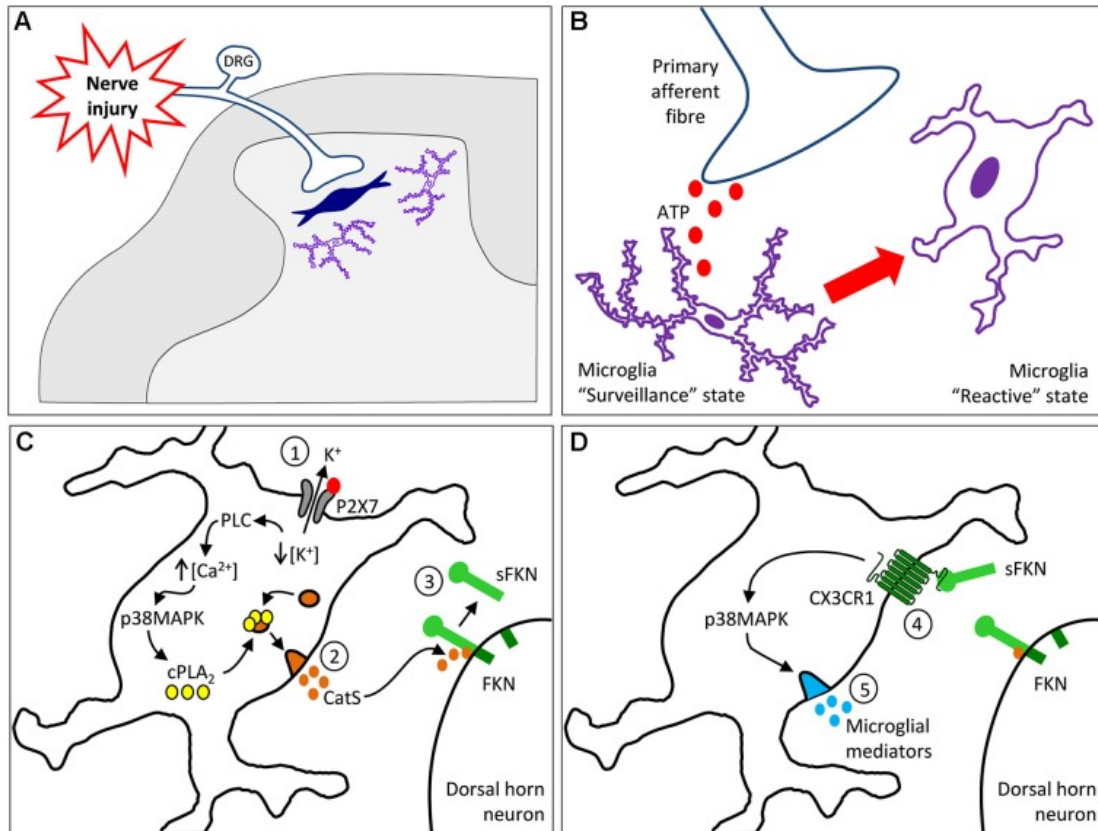 A
Nerve
injury
DRG
B
Primary
afferent
fibre
ATP
Microglia
“Surveillance” state
Microglia
“Reactive” state
C
1
K⁺
P2X7
PLC
↓[K⁺]
↑[Ca²⁺]
p38MAPK
cPLA₂
2
CatS
3
sFKN
FKN
Dorsal horn
neuron
D
CX3CR1
sFKN
4
p38MAPK
5
Microglial
mediators
FKN
Dorsal horn
neuron